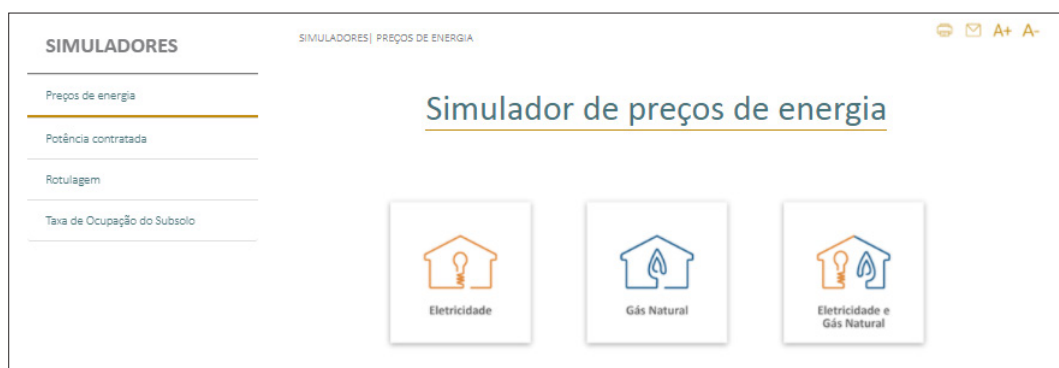 SIMULADORES
Preços de energia
Potência contratada
Rotulagem
Taxa de Ocupação do Subsolo
SIMULADORES| PREÇOS DE ENERGIA
A+ A-
Simulador de preços de energia
Eletricidade
Gás Natural
Eletricidade e
Gás Natural